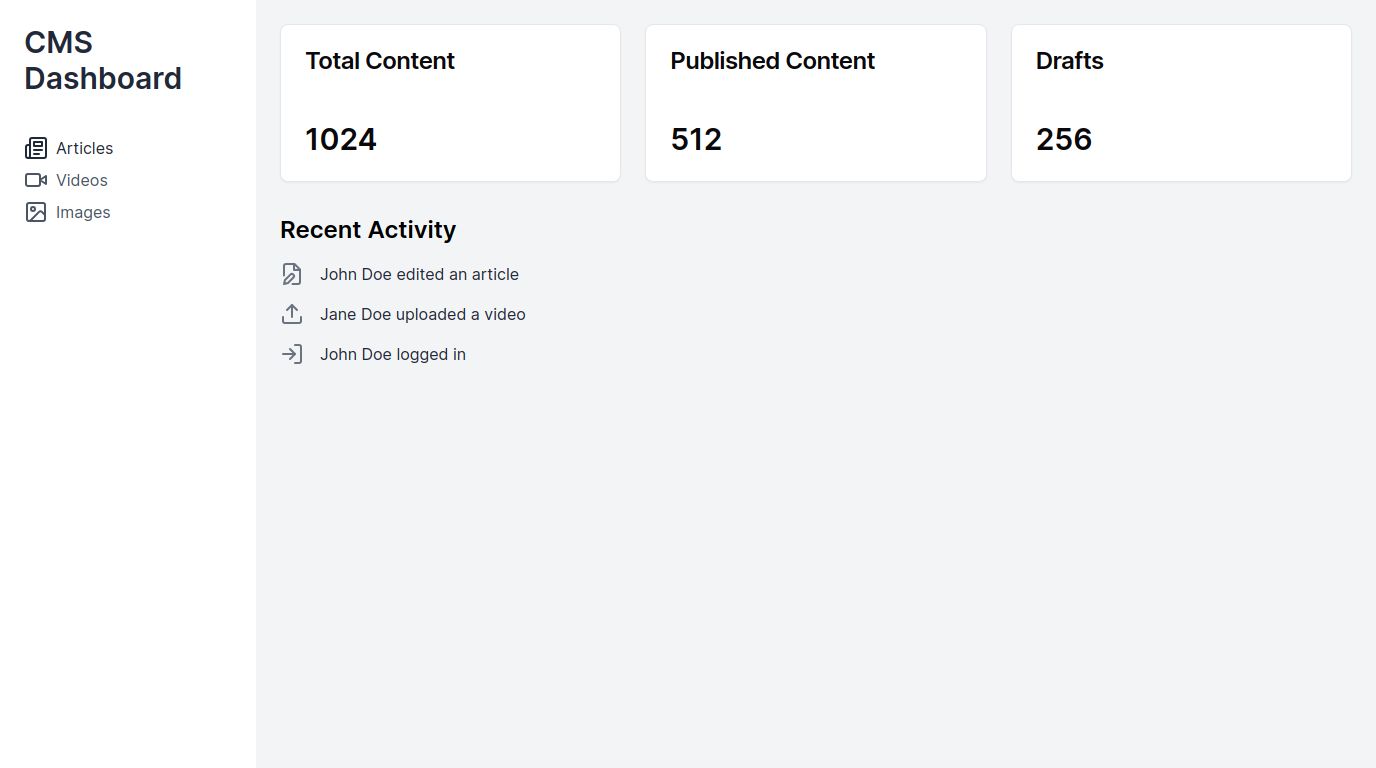 CMS
Dashboard
Articles
Videos
Images
Total Content
1024
Published Content
512
Drafts
256
Recent Activity
John Doe edited an article
Jane Doe uploaded a video
John Doe logged in